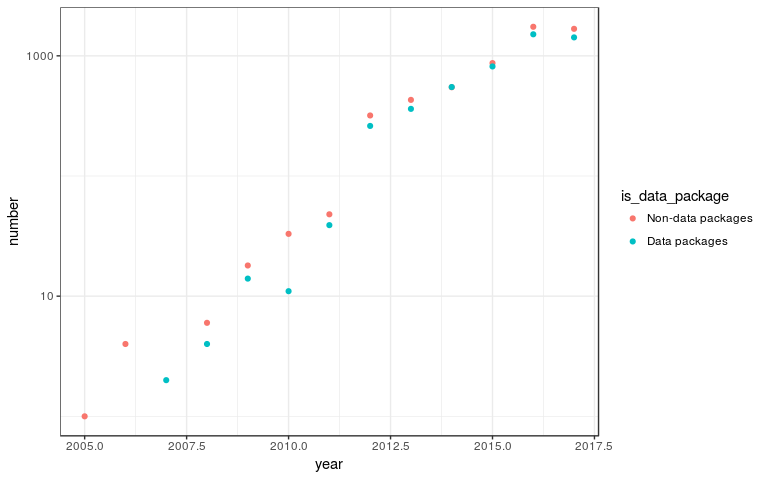 1000
10
number
2005.0 2007.5 2010.0 2012.5 2015.0 2017.5
year
is_data_package
Non-data packages
Data packages